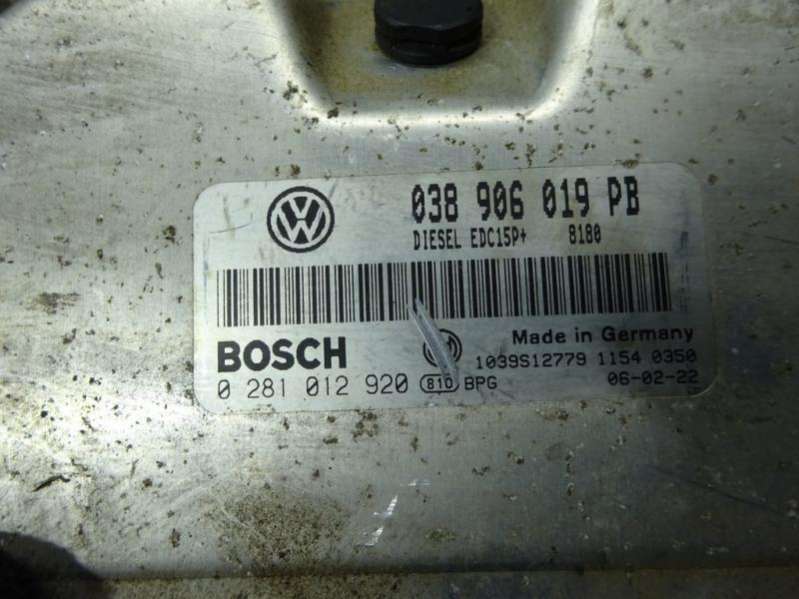 038 906 019 PB
DIESEL EDC15P+ 8180
BOSCH
Made in Germany
1039S12779 1154 0350
0 281 012 920 810 BPG 06-02-22